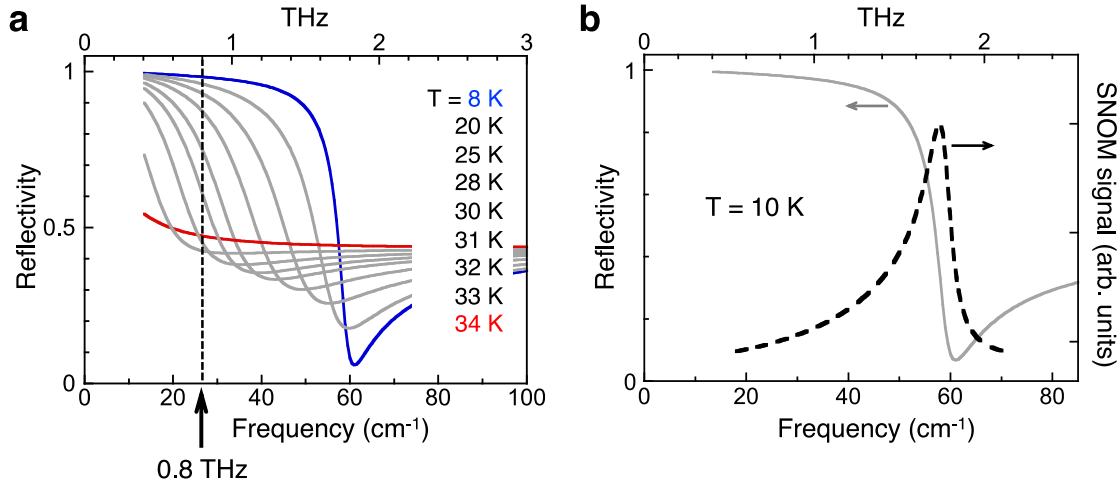 a
THz
0 1 2 3
1
0.5
0
Reflectivity
T = 8 K
20 K
25 K
28 K
30 K
31 K
32 K
33 K
34 K
0 20 40 60 80 100
Frequency (cm-1)
0.8 THz
b
THz
0 1 2
1
0
Reflectivity
T = 10 K
SNOM signal (arb. units)
0 20 40 60 80
Frequency (cm-1)